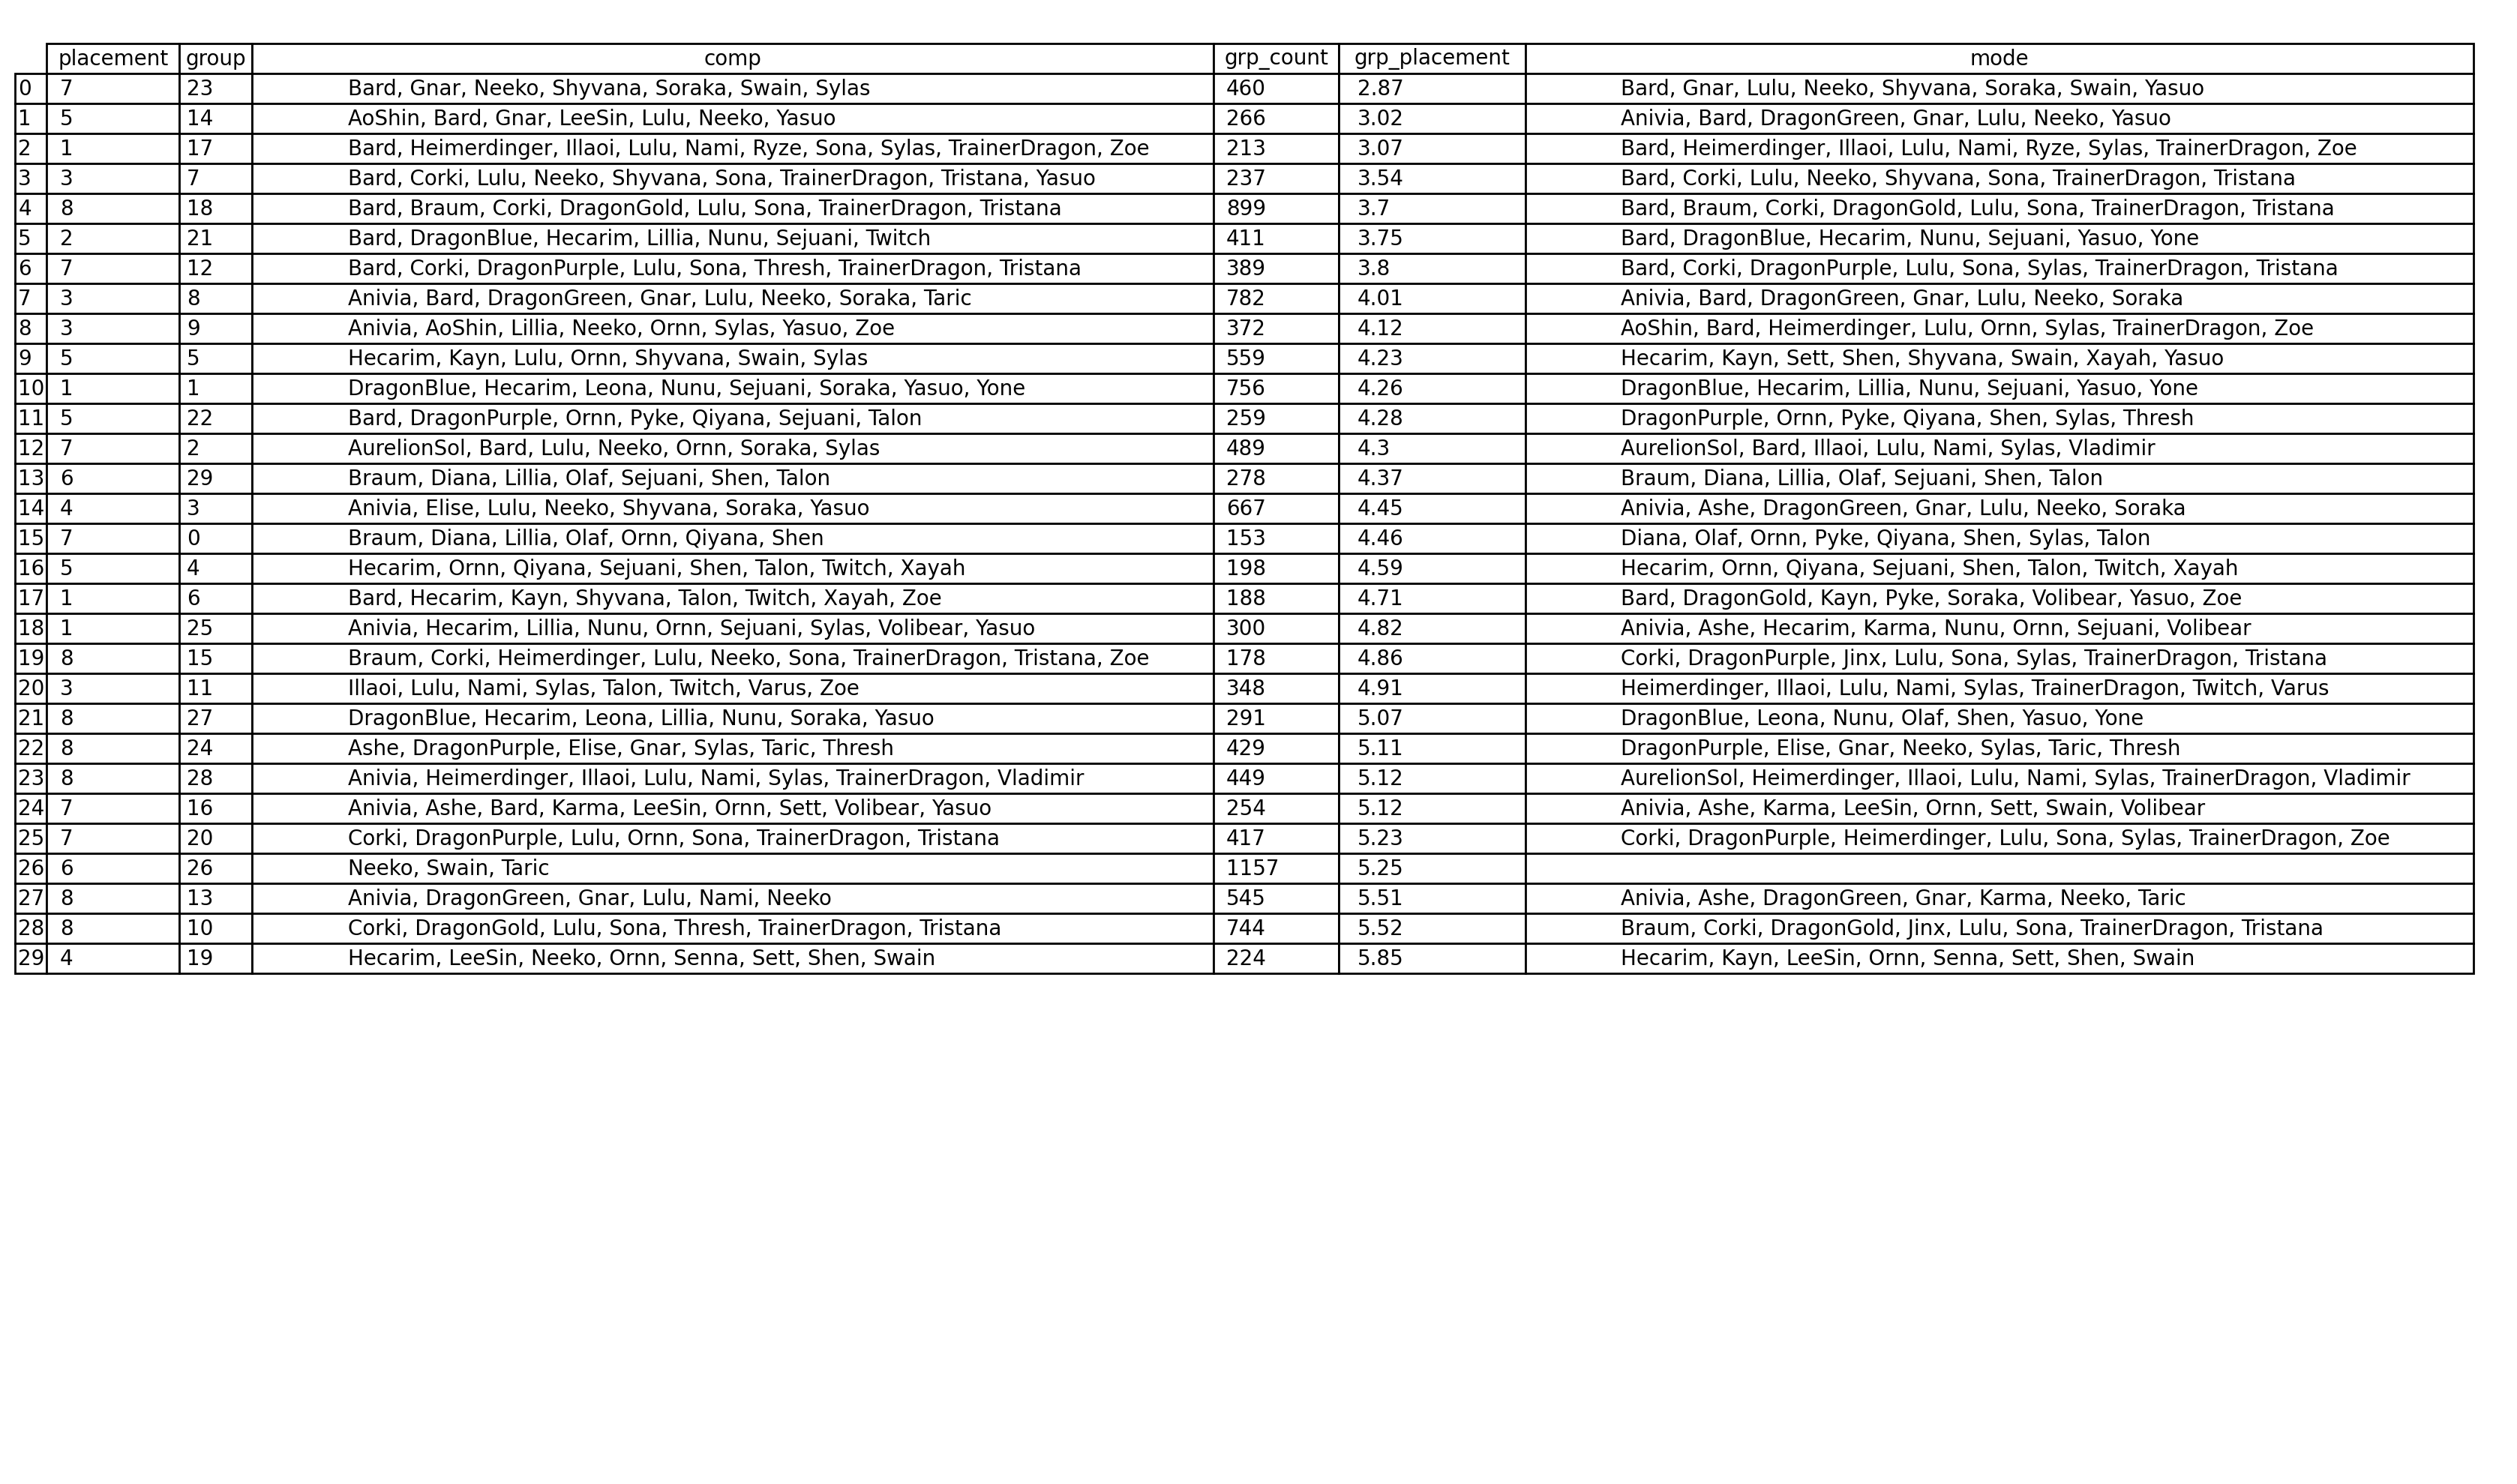 placement group comp grp_count grp_placement mode
0 7 23 Bard, Gnar, Neeko, Shyvana, Soraka, Swain, Sylas 460 2.87 Bard, Gnar, Lulu, Neeko, Shyvana, Soraka, Swain, Yasuo
1 5 14 AoShin, Bard, Gnar, LeeSin, Lulu, Neeko, Yasuo 266 3.02 Anivia, Bard, DragonGreen, Gnar, Lulu, Neeko, Yasuo
2 1 17 Bard, Heimerdinger, Illaoi, Lulu, Nami, Ryze, Sona, Sylas, TrainerDragon, Zoe 213 3.07 Bard, Heimerdinger, Illaoi, Lulu, Nami, Ryze, Sylas, TrainerDragon, Zoe
3 3 7 Bard, Corki, Lulu, Neeko, Shyvana, Sona, TrainerDragon, Tristana, Yasuo 237 3.54 Bard, Corki, Lulu, Neeko, Shyvana, Sona, TrainerDragon, Tristana
4 8 18 Bard, Braum, Corki, DragonGold, Lulu, Sona, TrainerDragon, Tristana 899 3.7 Bard, Braum, Corki, DragonGold, Lulu, Sona, TrainerDragon, Tristana
5 2 21 Bard, DragonBlue, Hecarim, Lillia, Nunu, Sejuani, Twitch 411 3.75 Bard, DragonBlue, Hecarim, Nunu, Sejuani, Yasuo, Yone
6 7 12 Bard, Corki, DragonPurple, Lulu, Sona, Thresh, TrainerDragon, Tristana 389 3.8 Bard, Corki, DragonPurple, Lulu, Sona, Sylas, TrainerDragon, Tristana
7 3 8 Anivia, Bard, DragonGreen, Gnar, Lulu, Neeko, Soraka, Taric 782 4.01 Anivia, Bard, DragonGreen, Gnar, Lulu, Neeko, Soraka
8 3 9 Anivia, AoShin, Lillia, Neeko, Ornn, Sylas, Yasuo, Zoe 372 4.12 AoShin, Bard, Heimerdinger, Lulu, Ornn, Sylas, TrainerDragon, Zoe
9 5 5 Hecarim, Kayn, Lulu, Ornn, Shyvana, Swain, Sylas 559 4.23 Hecarim, Kayn, Sett, Shen, Shyvana, Swain, Xayah, Yasuo
10 1 1 DragonBlue, Hecarim, Leona, Nunu, Sejuani, Soraka, Yasuo, Yone 756 4.26 DragonBlue, Hecarim, Lillia, Nunu, Sejuani, Yasuo, Yone
11 5 22 Bard, DragonPurple, Ornn, Pyke, Qiyana, Sejuani, Talon 259 4.28 DragonPurple, Ornn, Pyke, Qiyana, Shen, Sylas, Thresh
12 7 2 AurelionSol, Bard, Lulu, Neeko, Ornn, Soraka, Sylas 489 4.3 AurelionSol, Bard, Illaoi, Lulu, Nami, Sylas, Vladimir
13 6 29 Braum, Diana, Lillia, Olaf, Sejuani, Shen, Talon 278 4.37 Braum, Diana, Lillia, Olaf, Sejuani, Shen, Talon
14 4 3 Anivia, Elise, Lulu, Neeko, Shyvana, Soraka, Yasuo 667 4.45 Anivia, Ashe, DragonGreen, Gnar, Lulu, Neeko, Soraka
15 7 0 Braum, Diana, Lillia, Olaf, Ornn, Qiyana, Shen 153 4.46 Diana, Olaf, Ornn, Pyke, Qiyana, Shen, Sylas, Talon
16 5 4 Hecarim, Ornn, Qiyana, Sejuani, Shen, Talon, Twitch, Xayah 198 4.59 Hecarim, Ornn, Qiyana, Sejuani, Shen, Talon, Twitch, Xayah
17 1 6 Bard, Hecarim, Kayn, Shyvana, Talon, Twitch, Xayah, Zoe 188 4.71 Bard, DragonGold, Kayn, Pyke, Soraka, Volibear, Yasuo, Zoe
18 1 25 Anivia, Hecarim, Lillia, Nunu, Ornn, Sejuani, Sylas, Volibear, Yasuo 300 4.82 Anivia, Ashe, Hecarim, Karma, Nunu, Ornn, Sejuani, Volibear
19 8 15 Braum, Corki, Heimerdinger, Lulu, Neeko, Sona, TrainerDragon, Tristana, Zoe 178 4.86 Corki, DragonPurple, Jinx, Lulu, Sona, Sylas, TrainerDragon, Tristana
20 3 11 Illaoi, Lulu, Nami, Sylas, Talon, Twitch, Varus, Zoe 348 4.91 Heimerdinger, Illaoi, Lulu, Nami, Sylas, TrainerDragon, Twitch, Varus
21 8 27 DragonBlue, Hecarim, Leona, Lillia, Nunu, Soraka, Yasuo 291 5.07 DragonBlue, Leona, Nunu, Olaf, Shen, Yasuo, Yone
22 8 24 Ashe, DragonPurple, Elise, Gnar, Sylas, Taric, Thresh 429 5.11 DragonPurple, Elise, Gnar, Neeko, Sylas, Taric, Thresh
23 8 28 Anivia, Heimerdinger, Illaoi, Lulu, Nami, Sylas, TrainerDragon, Vladimir 449 5.12 AurelionSol, Heimerdinger, Illaoi, Lulu, Nami, Sylas, TrainerDragon, Vladimir
24 7 16 Anivia, Ashe, Bard, Karma, LeeSin, Ornn, Sett, Volibear, Yasuo 254 5.12 Anivia, Ashe, Karma, LeeSin, Ornn, Sett, Swain, Volibear
25 7 20 Corki, DragonPurple, Lulu, Ornn, Sona, TrainerDragon, Tristana 417 5.23 Corki, DragonPurple, Heimerdinger, Lulu, Sona, Sylas, TrainerDragon, Zoe
26 6 26 Neeko, Swain, Taric 1157 5.25
27 8 13 Anivia, DragonGreen, Gnar, Lulu, Nami, Neeko 545 5.51 Anivia, Ashe, DragonGreen, Gnar, Karma, Neeko, Taric
28 8 10 Corki, DragonGold, Lulu, Sona, Thresh, TrainerDragon, Tristana 744 5.52 Braum, Corki, DragonGold, Jinx, Lulu, Sona, TrainerDragon, Tristana
29 4 19 Hecarim, LeeSin, Neeko, Ornn, Senna, Sett, Shen, Swain 224 5.85 Hecarim, Kayn, LeeSin, Ornn, Senna, Sett, Shen, Swain